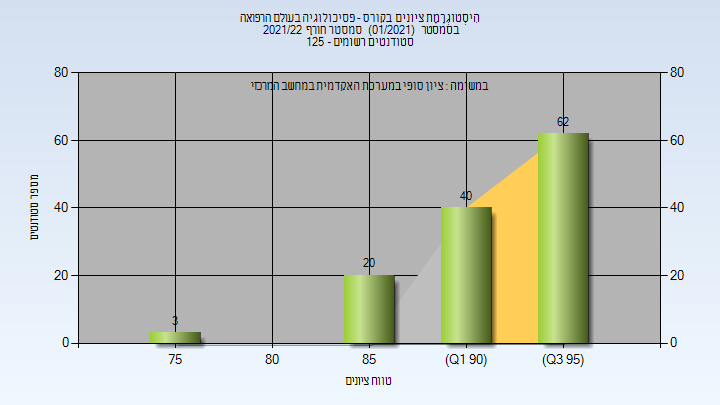 היסטוגרמת ציונים בקורס - פסיכולוגיה בעולם הרפואה
בסמסטר (01/2021) סמסטר חורף 2021/22
סטודנטים רשומים - 125
במשימה : ציון סופי במערכת האקדמית במחשב המרכזי
80
60
40
20
0
80
60
40
20
0
3
20
40
62
75
80
85
(Q1 90)
(Q3 95)
מספר סטודנטים
טווח ציונים